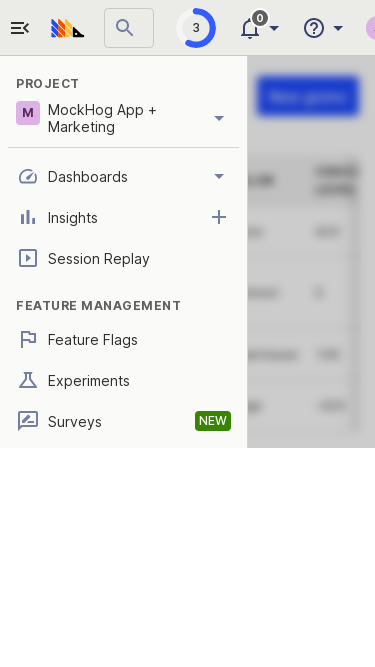 3
0
PROJECT
M
MockHog App +
Marketing
Dashboards
Insights
Session Replay
FEATURE MANAGEMENT
Feature Flags
Experiments
Surveys
NEW